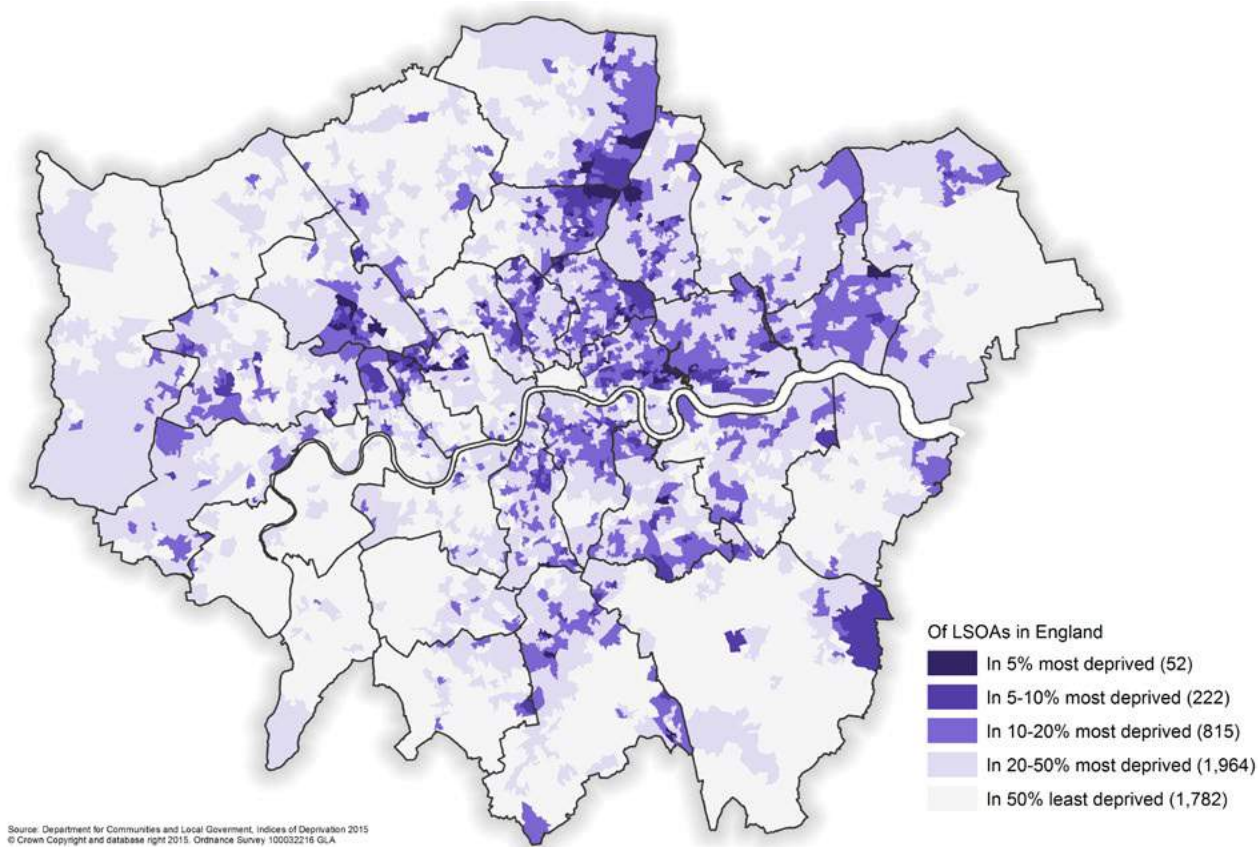 Of LSOAs in England
In 5% most deprived (52)
In 5-10% most deprived (222)
In 10-20% most deprived (815)
In 20-50% most deprived (1,964)
In 50% least deprived (1,782)
Source: Department for Communities and Local Goverment, Indices of Deprivation 2015
© Crown Copyright and database right 2015. Ordnance Survey 100032216 GLA